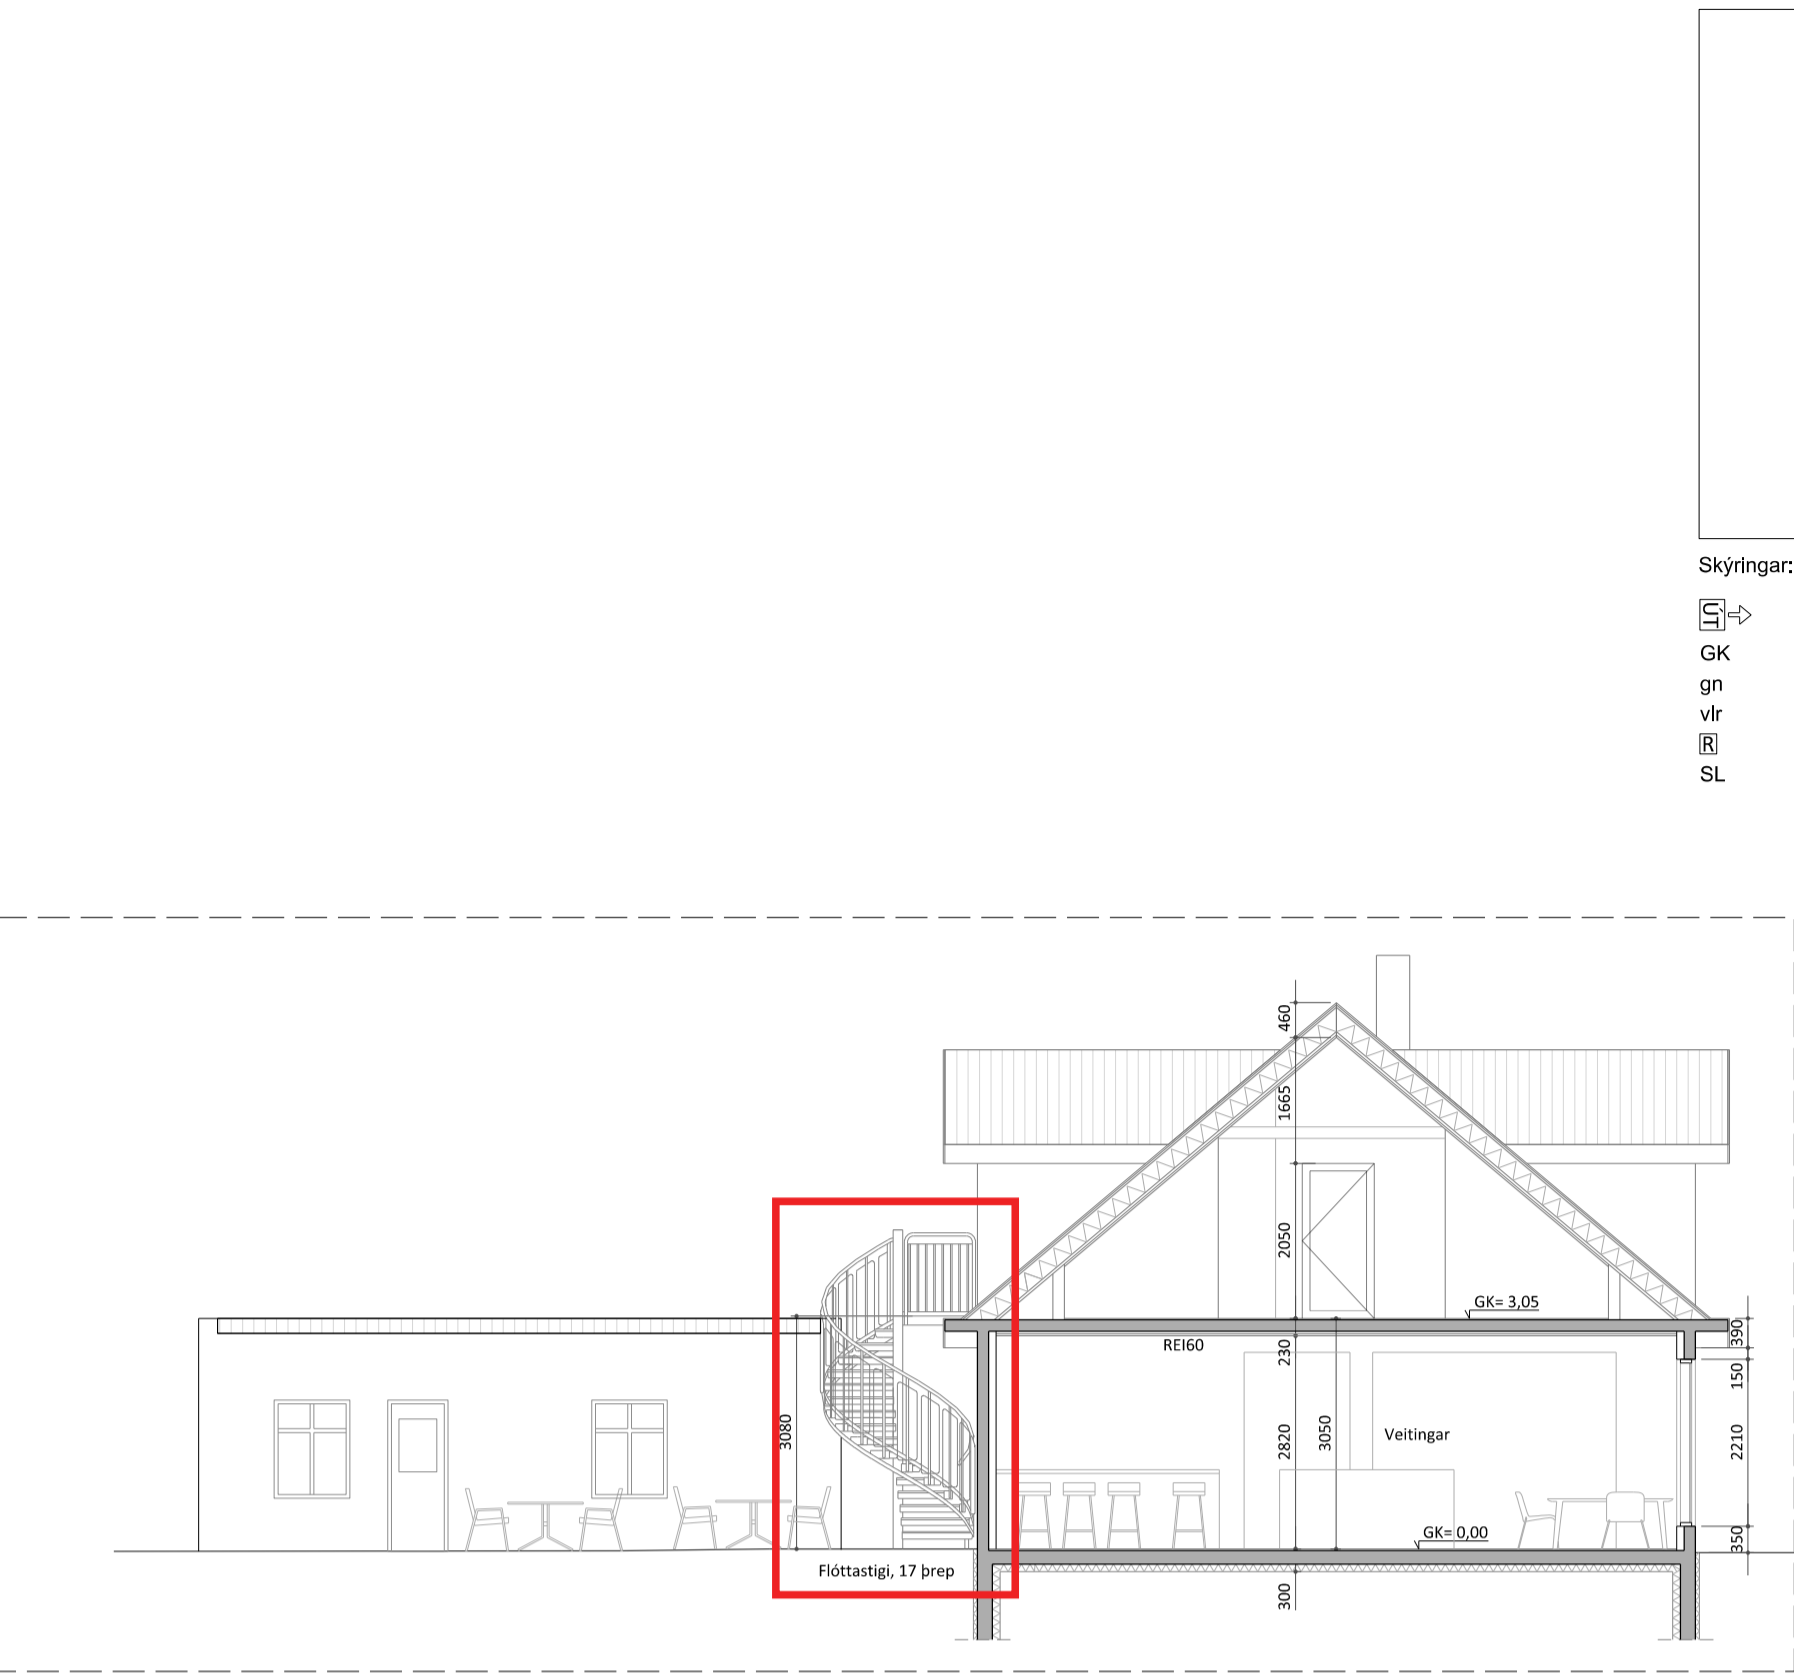 Skýringar:
ÚT
GK
gn
vlr
R
SL
460
1665
2050
GK= 3,05
REI60
230
390
150
3080
2820
3050
Veitingar
2210
GK= 0,00
350
Flóttastigi, 17 þrep
300